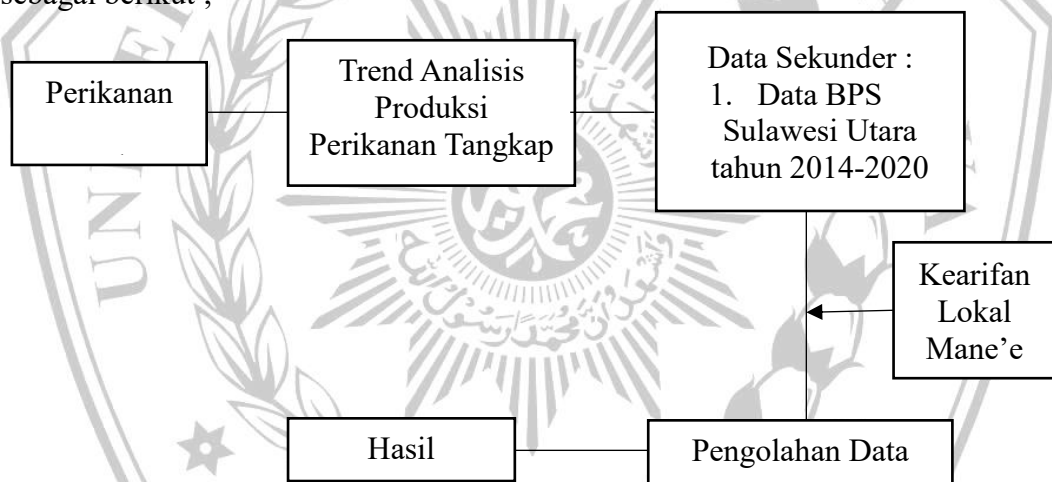 sebagai berikut ;
Perikanan
Trend Analisis
Produksi
Perikanan Tangkap
Data Sekunder :
1. Data BPS
Sulawesi Utara
tahun 2014-2020
Kearifan
Lokal
Mane’e
Hasil
Pengolahan Data